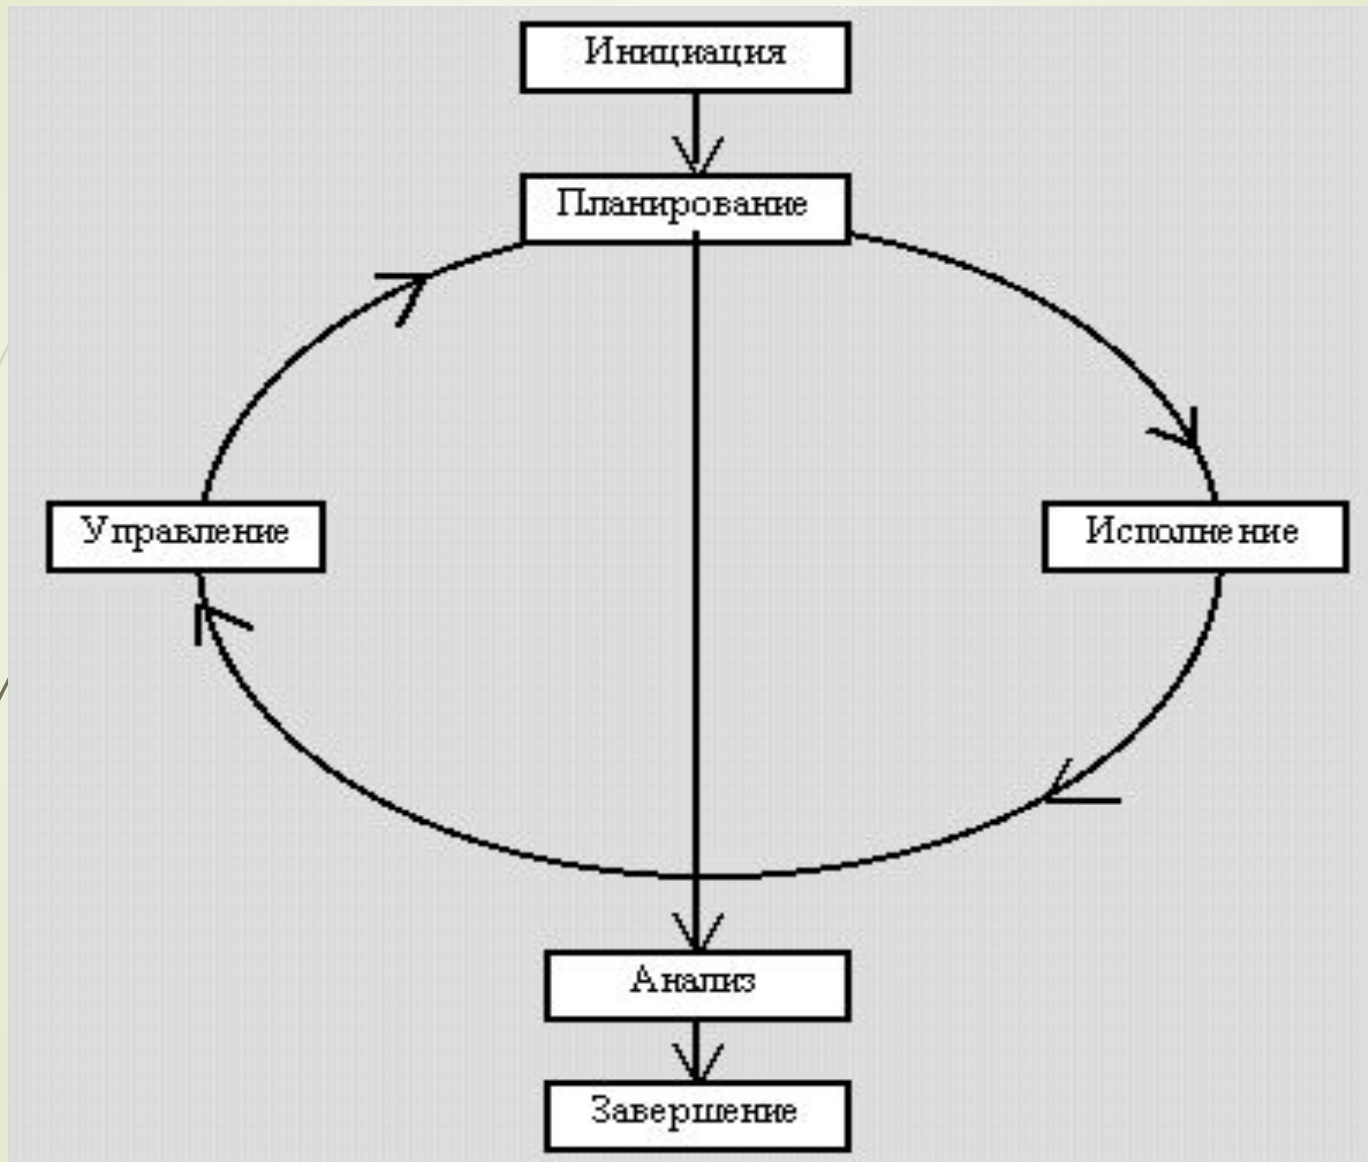 Инициация
Планирование
Управление
Исполнение
Анализ
Завершение